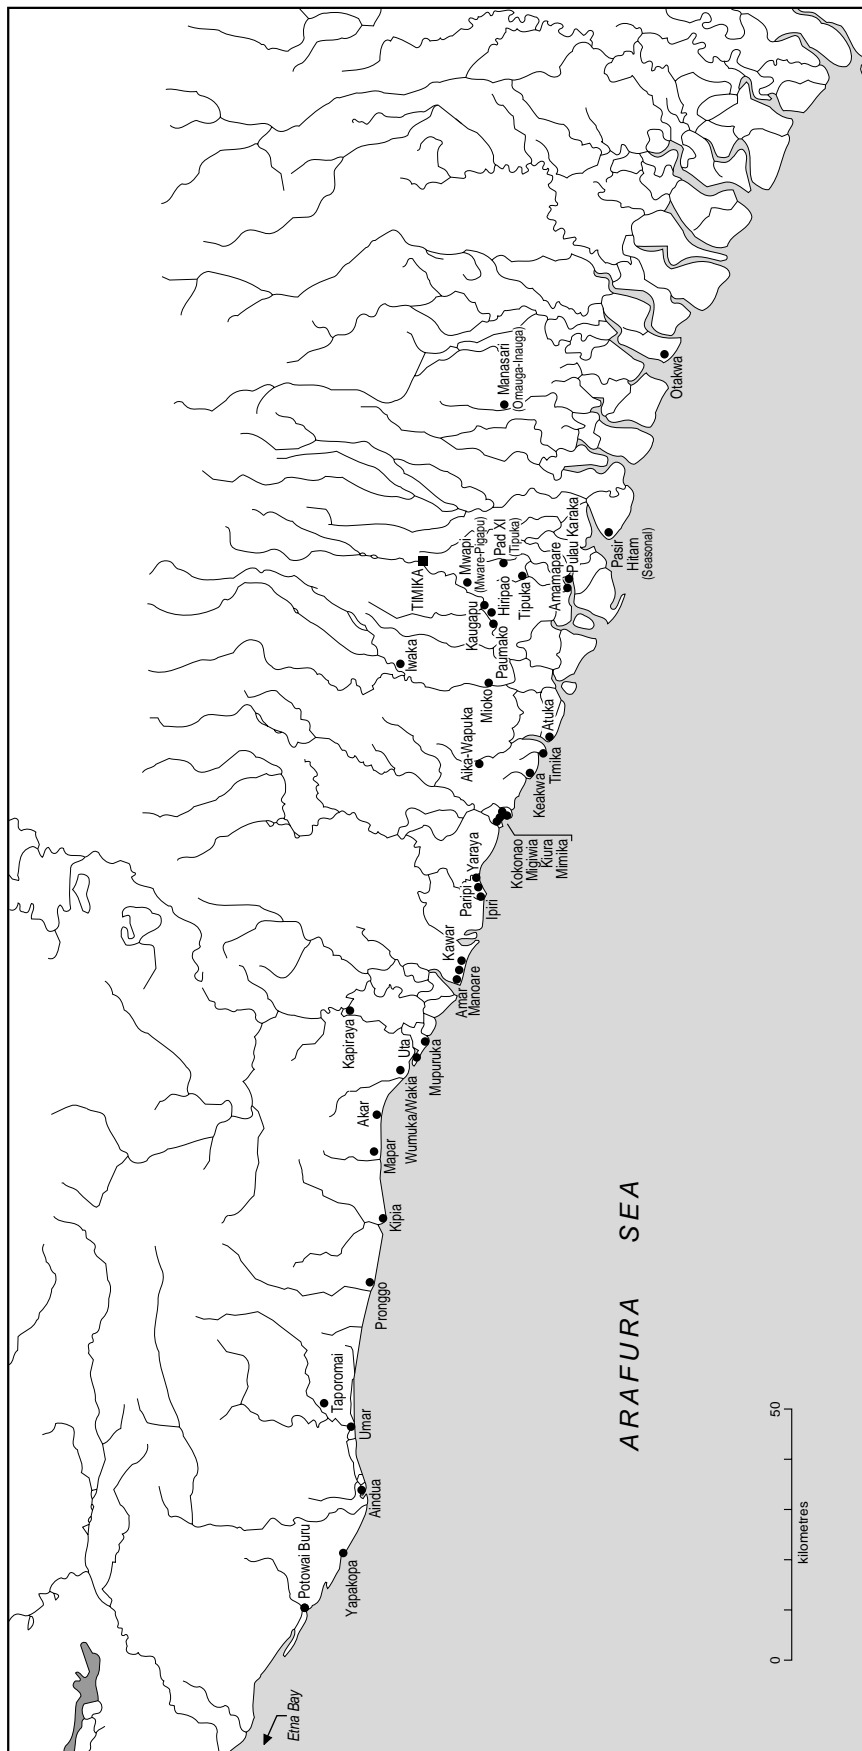 Etna Bay
Potowai Buru
Yapakopa
Aindua
Umar
Taporomai
Pronggo
Kipia
Mapar
Akar
Uta
Wumuka/Wakia
Mupuruka
Kapiraya
Amar
Manoare
Kawar
Paripi
Ipiri
Yaraya
Kokonao
Migiwia
Kiura
Mimika
Keakwa
Timika
Atuka
Aika-Wapuka
Mioko
Iwaka
TIMIKA
Kaugapu
Mwapi
(Mware-Pigapu)
Paumako
Hiripao
Pad XI
(Tipuka)
Tipuka
Amamapare
Pulau Karaka
Pasir
Hitam
(Seasonal)
Manasari
(Omauga-Inauga)
Otakwa
ARAFURA SEA
0
50
kilometres